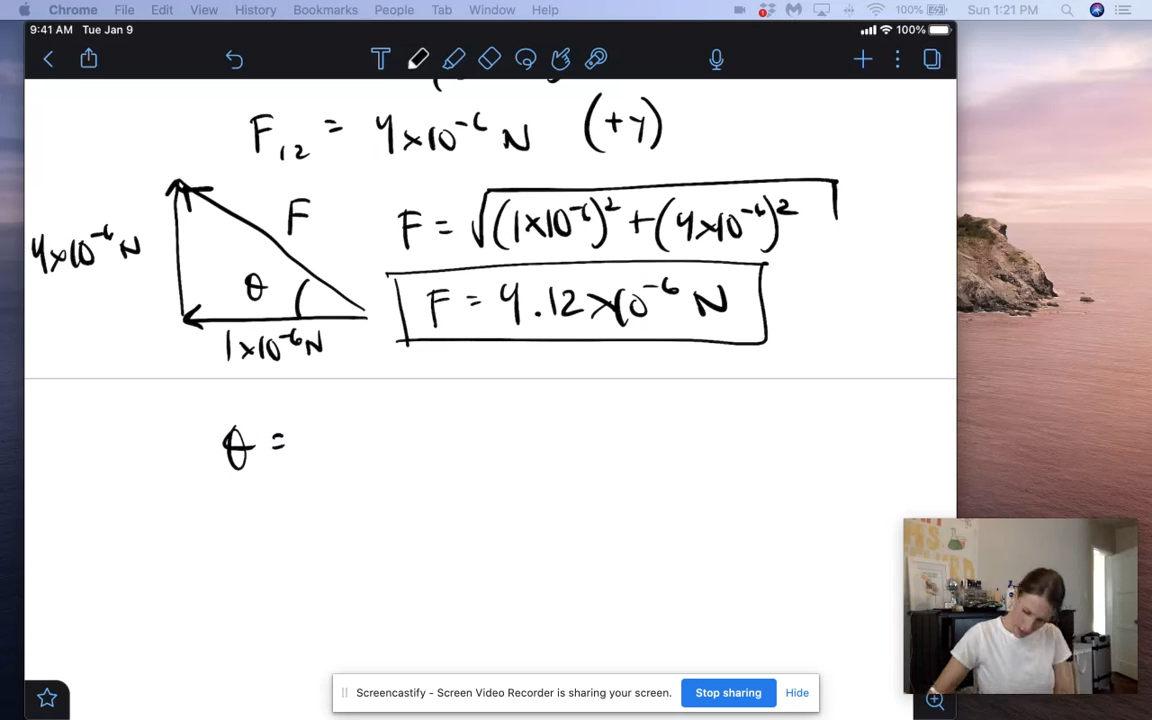 Chrome File Edit View History Bookmarks People Tab Window Help 100% Sun 1:21 PM
9:41 AM Tue Jan 9 100%
F₁₂ = 4×10⁻⁶ N (+y)
4×10⁻⁶ N
F
F = √(1×10⁻⁶)² + (4×10⁻⁶)²
θ
F = 4.12×10⁻⁶ N
1×10⁻⁶ N
θ =
MS.
Screencastify - Screen Video Recorder is sharing your screen. Stop sharing Hide